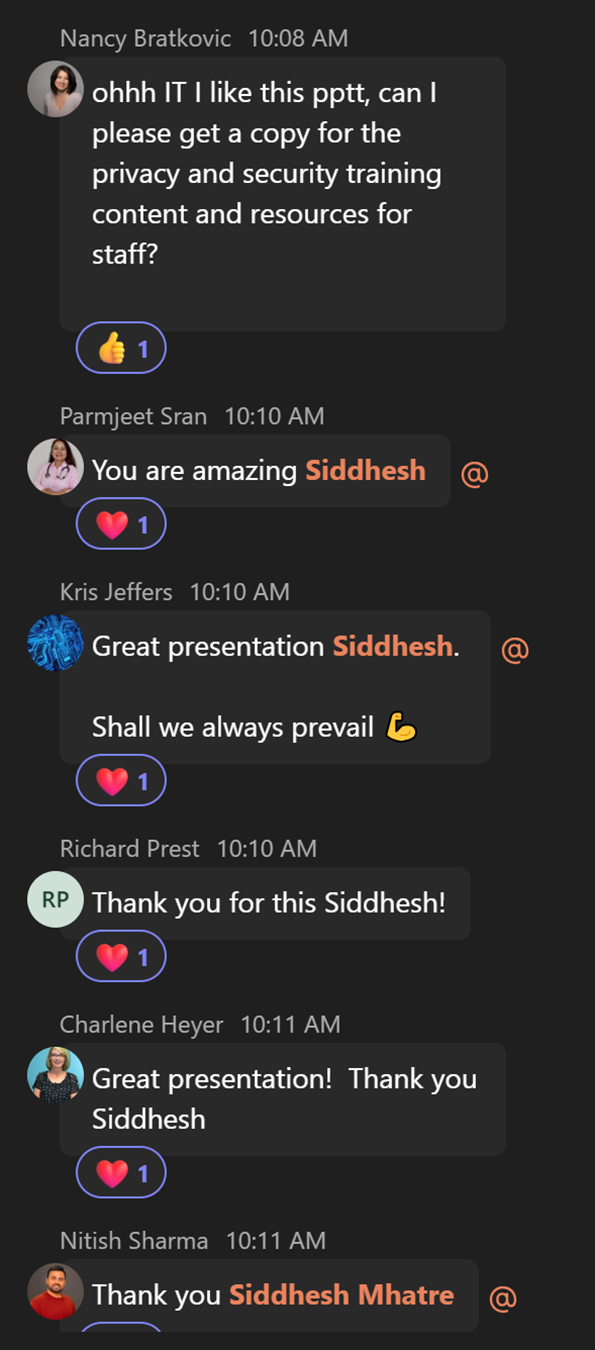 Nancy Bratkovic 10:08 AM
ohhh IT I like this pptt, can I
please get a copy for the
privacy and security training
content and resources for
staff?
👍 1
Parmjeet Sran 10:10 AM
You are amazing Siddhesh @
❤️ 1
Kris Jeffers 10:10 AM
Great presentation Siddhesh. @
Shall we always prevail 💪
❤️ 1
Richard Prest 10:10 AM
RP Thank you for this Siddhesh!
❤️ 1
Charlene Heyer 10:11 AM
Great presentation!  Thank you
Siddhesh
❤️ 1
Nitish Sharma 10:11 AM
Thank you Siddhesh Mhatre @